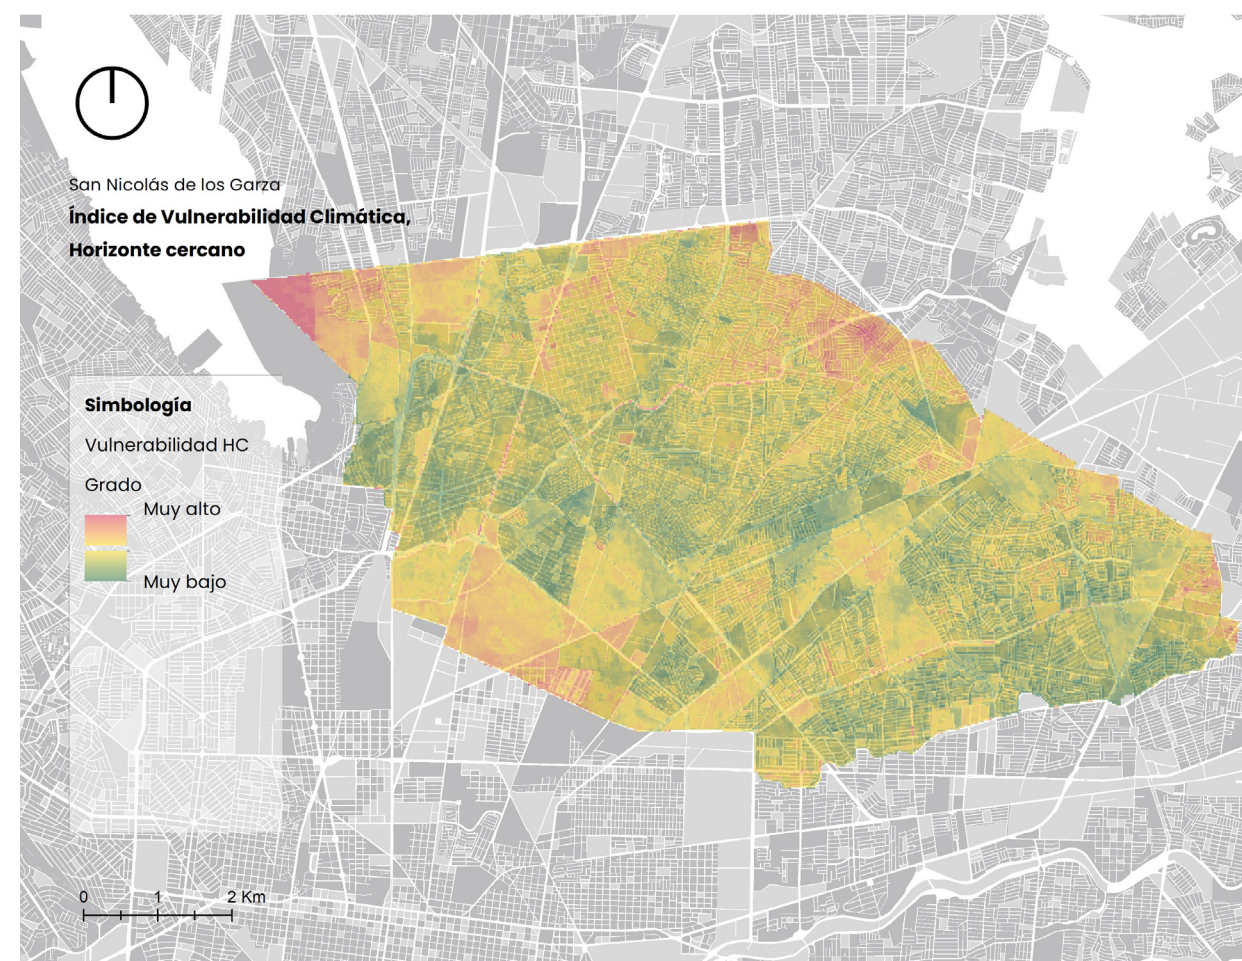 San Nicolás de los Garza
Índice de Vulnerabilidad Climática,
Horizonte cercano
Simbología
Vulnerabilidad HC
Grado
Muy alto
Muy bajo
0 1 2 Km